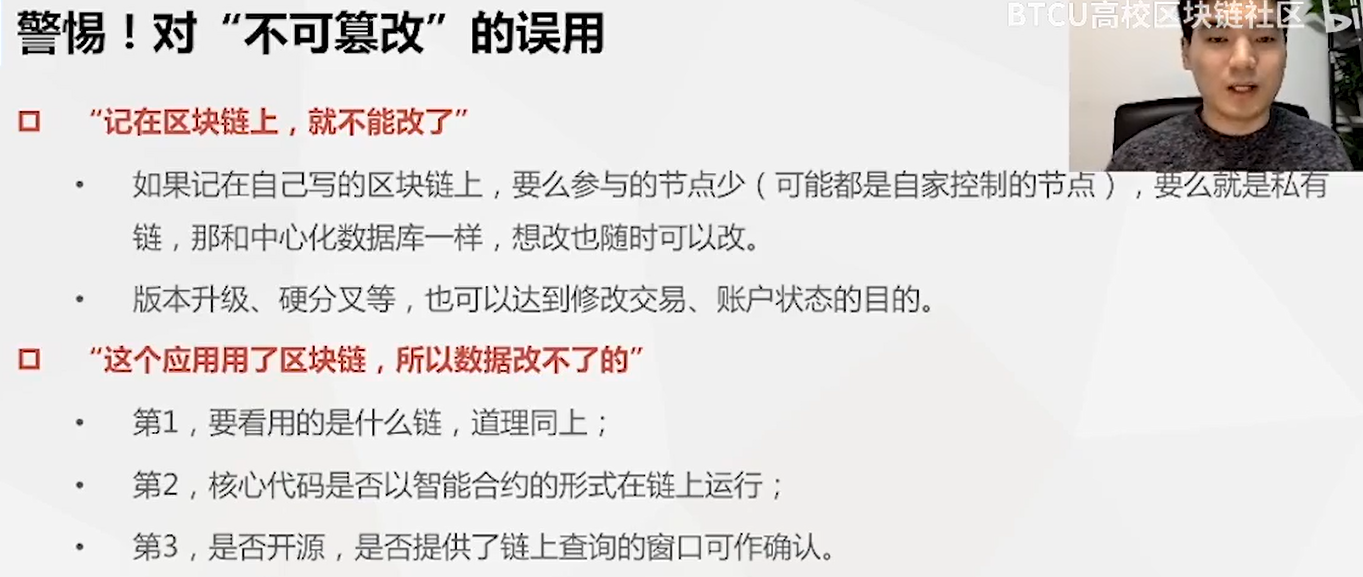 警惕！对“不可篡改”的误用
BTCU高校区块链社区 bi
“记在区块链上，就不能改了”
• 如果记在自己写的区块链上，要么参与的节点少（可能都是自家控制的节点），要么就是私有
链，那和中心化数据库一样，想改也随时可以改。
• 版本升级、硬分叉等，也可以达到修改交易、账户状态的目的。
“这个应用用了区块链，所以数据改不了的”
• 第1，要看用的是什么链，道理同上；
• 第2，核心代码是否以智能合约的形式在链上运行；
• 第3，是否开源，是否提供了链上查询的窗口可作确认。